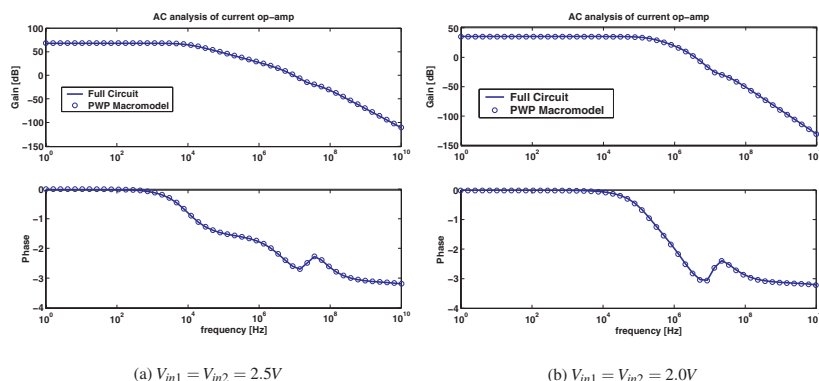 AC analysis of current op−amp
100
50
0
−50
−100
−150
Gain [dB]
Full Circuit
PWP Macromodel
10^0 10^2 10^4 10^6 10^8 10^10
0
−1
−2
−3
−4
Phase
10^0 10^2 10^4 10^6 10^8 10^10
frequency [Hz]
(a) V_in1 = V_in2 = 2.5V
AC analysis of current op−amp
50
0
−50
−100
−150
Gain [dB]
Full Circuit
PWP Macromodel
10^0 10^2 10^4 10^6 10^8 10^10
0
−1
−2
−3
−4
Phase
10^0 10^2 10^4 10^6 10^8 10^10
frequency [Hz]
(b) V_in1 = V_in2 = 2.0V